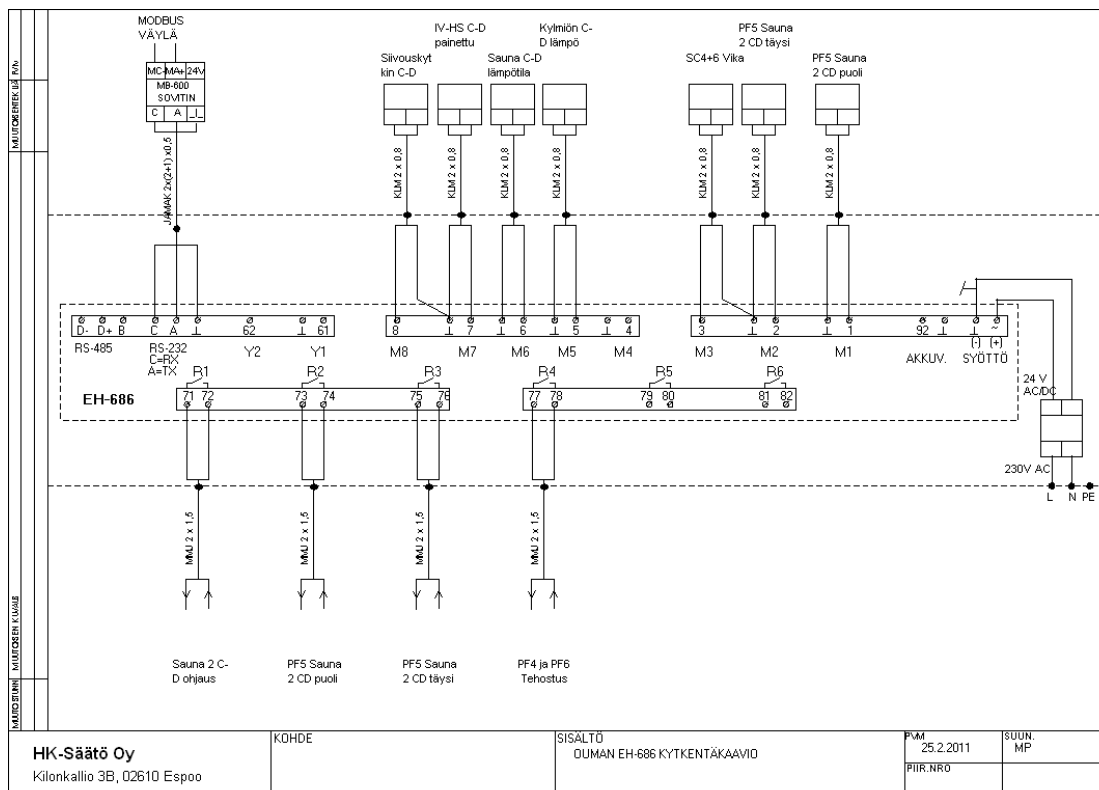 MODBUS
VÄYLÄ
MC MA+ 24V
MB-600
SOVITIN
C A _|_
JAMAK 2x(2+1) x0,5
Siivouskyt
kin C-D
IV-HS C-D
painettu
Sauna C-D
lämpötila
Kylmiön C-
D lämpö
SC4+6 Vika
PF5 Sauna
2 CD täysi
PF5 Sauna
2 CD puoli
KLM 2 x 0,8
KLM 2 x 0,8
KLM 2 x 0,8
KLM 2 x 0,8
KLM 2 x 0,8
KLM 2 x 0,8
KLM 2 x 0,8
D- D+ B C A ⊥ 62 ⊥ 61
8 ⊥ 7 ⊥ 6 ⊥ 5 ⊥ 4
3 ⊥ 2 ⊥ 1 92 ⊥ ⊥ ~
(-) (+)
RS-485
RS-232
C=RX
A=TX
Y2
Y1
M8
M7
M6
M5
M4
M3
M2
M1
AKKUV.
SYÖTTÖ
EH-686
R1
R2
R3
R4
R5
R6
71 72
73 74
75 76
77 78
79 80
81 82
24 V
AC/DC
230V AC
L N PE
MMJ 2 x 1,5
MMJ 2 x 1,5
MMJ 2 x 1,5
MMJ 2 x 1,5
Sauna 2 C-
D ohjaus
PF5 Sauna
2 CD puoli
PF5 Sauna
2 CD täysi
PF4 ja PF6
Tehostus
HK-Säätö Oy
Kilonkallio 3B, 02610 Espoo
KOHDE
SISÄLTÖ
OUMAN EH-686 KYTKENTÄKAAVIO
PVM
25.2.2011
SUUN.
MP
PIIR.NRO